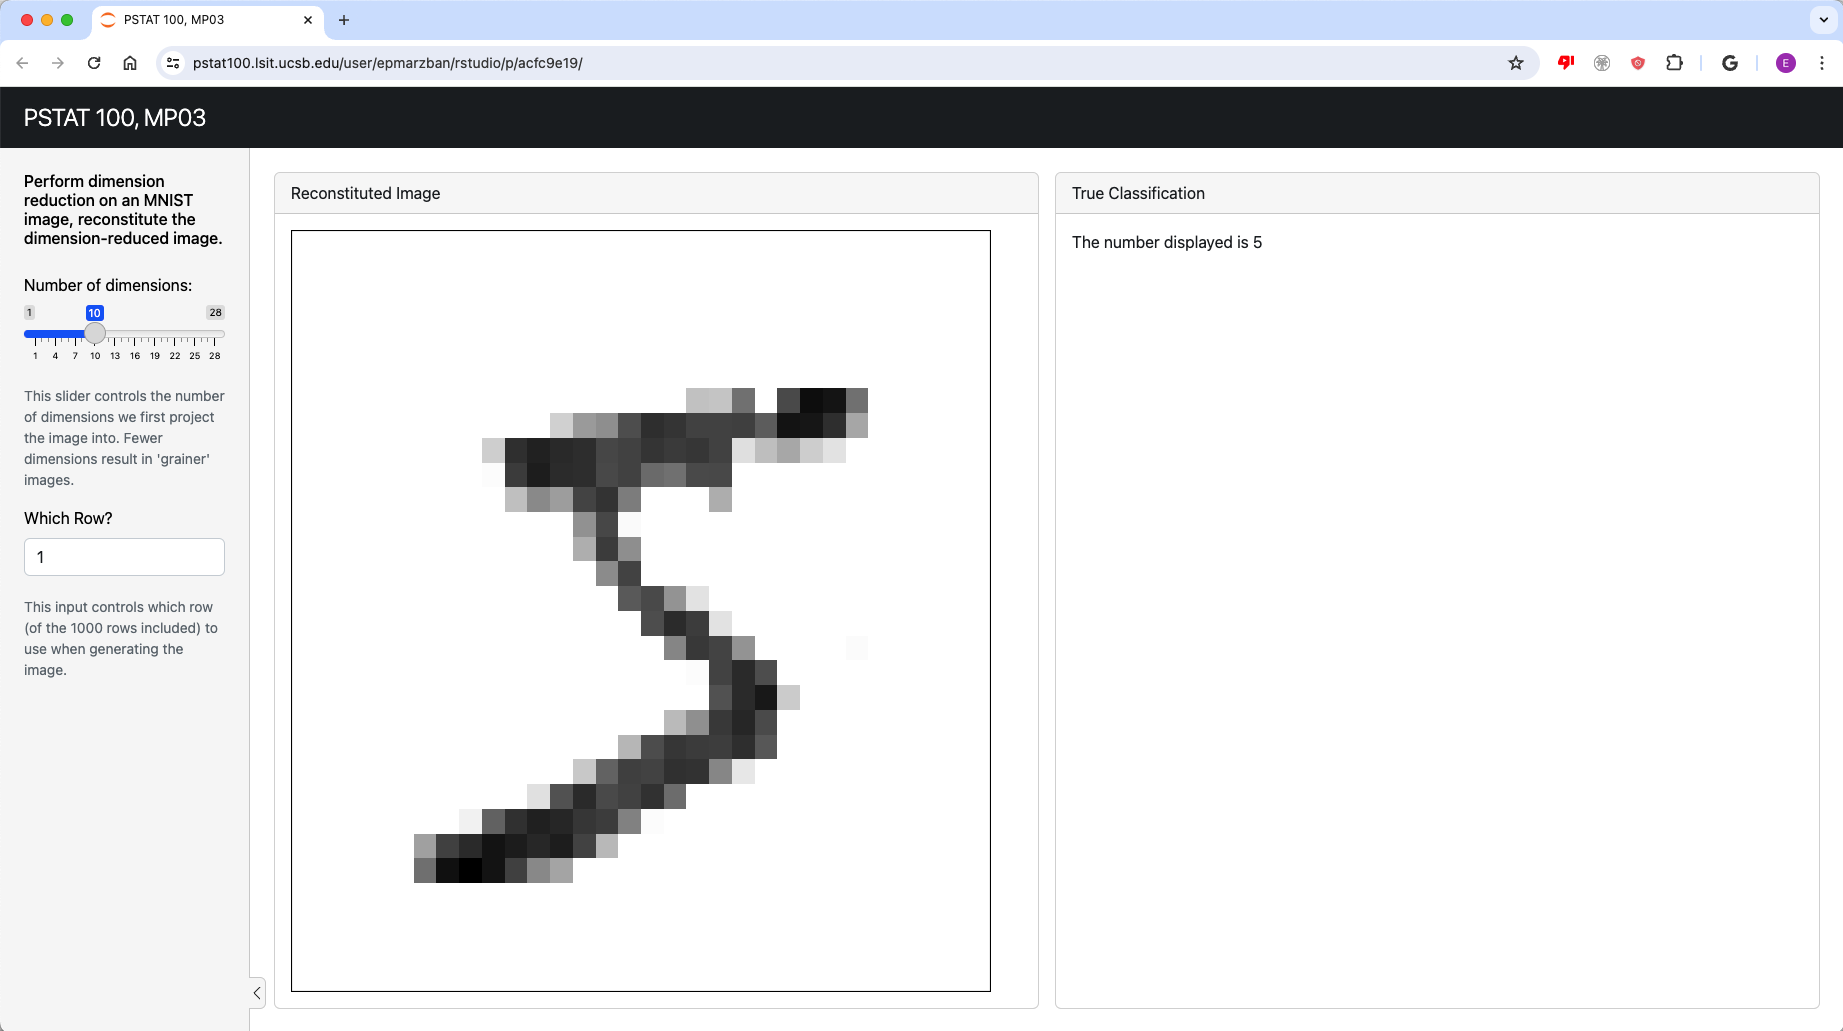 PSTAT 100, MP03
pstat100.lsit.ucsb.edu/user/epmarzban/rstudio/p/acfc9e19/
E
PSTAT 100, MP03
Perform dimension
reduction on an MNIST
image, reconstitute the
dimension-reduced image.
Number of dimensions:
1 10 28
1 4 7 10 13 16 19 22 25 28
This slider controls the number
of dimensions we first project
the image into. Fewer
dimensions result in 'grainer'
images.
Which Row?
1
This input controls which row
(of the 1000 rows included) to
use when generating the
image.
Reconstituted Image
True Classification
The number displayed is 5